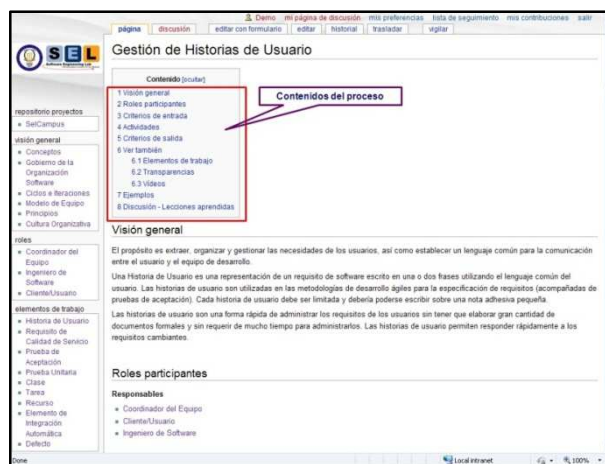 Demo mi página de discusión mis preferencias lista de seguimiento mis contribuciones salir
página discusión editar con formulario editar historial trasladar vigilar
SEL
Gestión de Historias de Usuario
Contenido [ocultar]
1 Visión general
2 Roles participantes
3 Criterios de entrada
4 Actividades
5 Criterios de salida
6 Ver también
6.1 Elementos de trabajo
6.2 Transparencias
6.3 Vídeos
7 Ejemplos
8 Discusión - Lecciones aprendidas
Contenidos del proceso
repositorio proyectos
SelCampus
visión general
Conceptos
Gobierno de la
Organización
Software
Ciclos e Iteraciones
Modelo de Equipo
Principios
Cultura Organizativa
roles
Coordinador del
Equipo
Ingeniero de
Software
Cliente/Usuario
elementos de trabajo
Historia de Usuario
Requisito de
Calidad de Servicio
Prueba de
Aceptación
Prueba Unitaria
Clase
Tarea
Recurso
Elemento de
Integración
Automática
Defecto
Visión general
El propósito es extraer, organizar y gestionar las necesidades de los usuarios, así como establecer un lenguaje común para la comunicación
entre el usuario y el equipo de desarrollo.
Una Historia de Usuario es una representación de un requisito de software escrito en una o dos frases utilizando el lenguaje común del
usuario. Las historias de usuario son utilizadas en las metodologías de desarrollo ágiles para la especificación de requisitos (acompañadas de
pruebas de aceptación). Cada historia de usuario debe ser limitada y debería poderse escribir sobre una nota adhesiva pequeña.
Las historias de usuario son una forma rápida de administrar los requisitos de los usuarios sin tener que elaborar gran cantidad de
documentos formales y sin requerir de mucho tiempo para administrarlos. Las historias de usuario permiten responder rápidamente a los
requisitos cambiantes.
Roles participantes
Responsables
Coordinador del Equipo
Cliente/Usuario
Ingeniero de Software
Done
Local intranet
100%